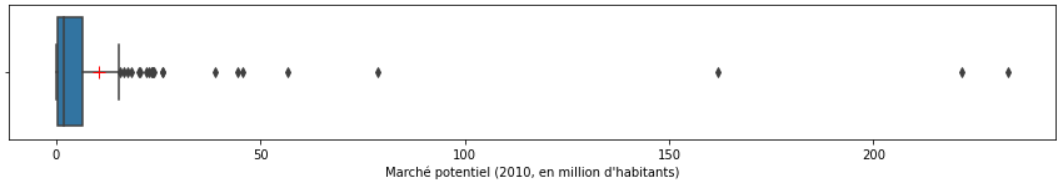 0 50 100 150 200
Marché potentiel (2010, en million d'habitants)